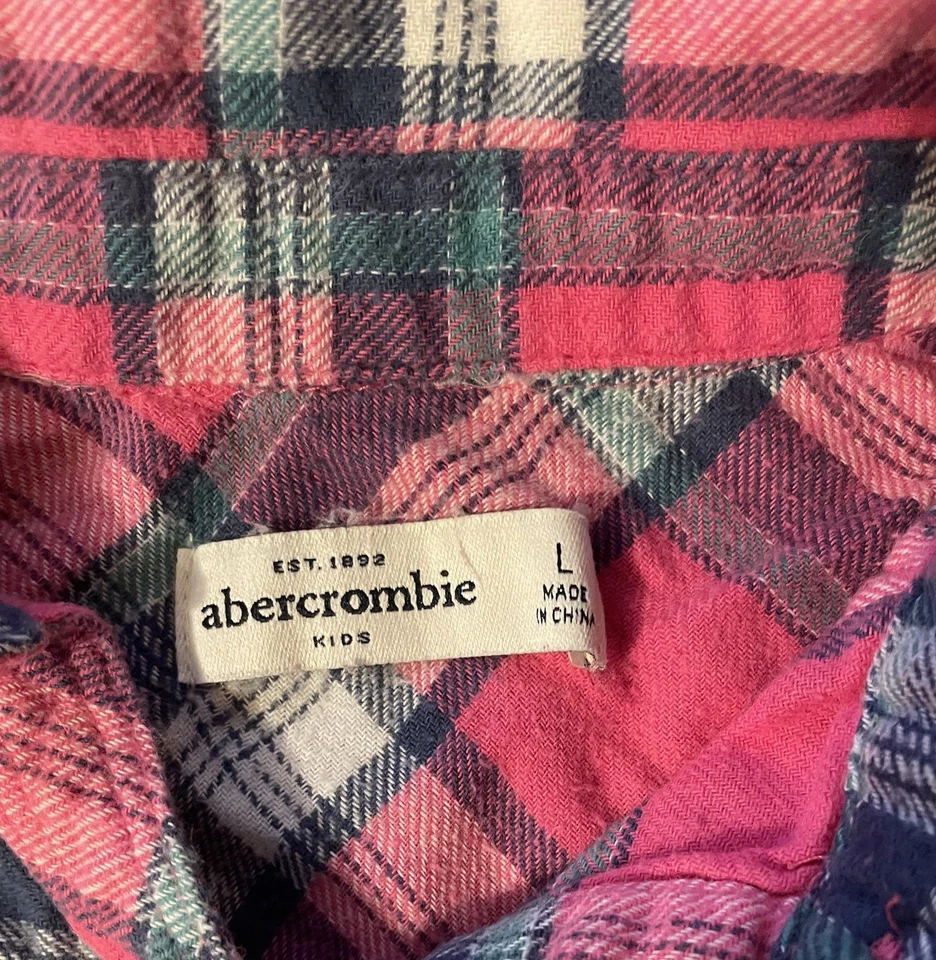 EST. 1892
abercrombie
KIDS
L
MADE
IN CHINA